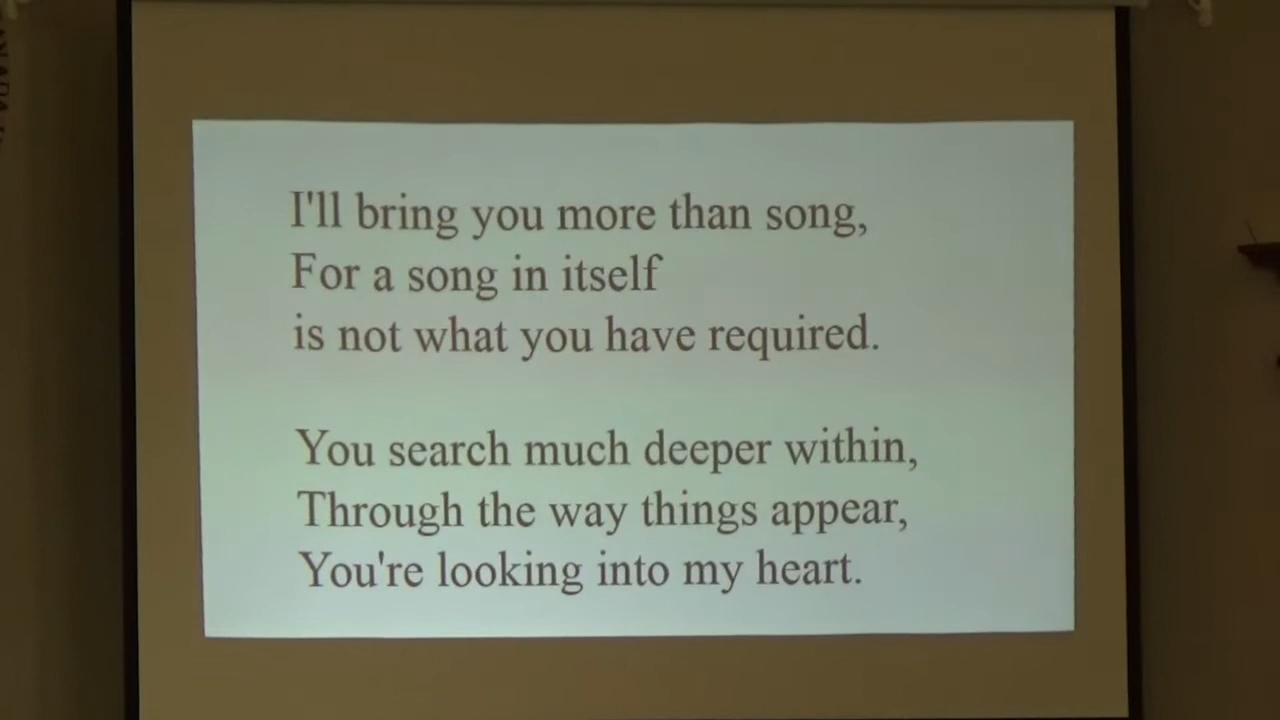 I'll bring you more than song,
For a song in itself
is not what you have required.
You search much deeper within,
Through the way things appear,
You're looking into my heart.